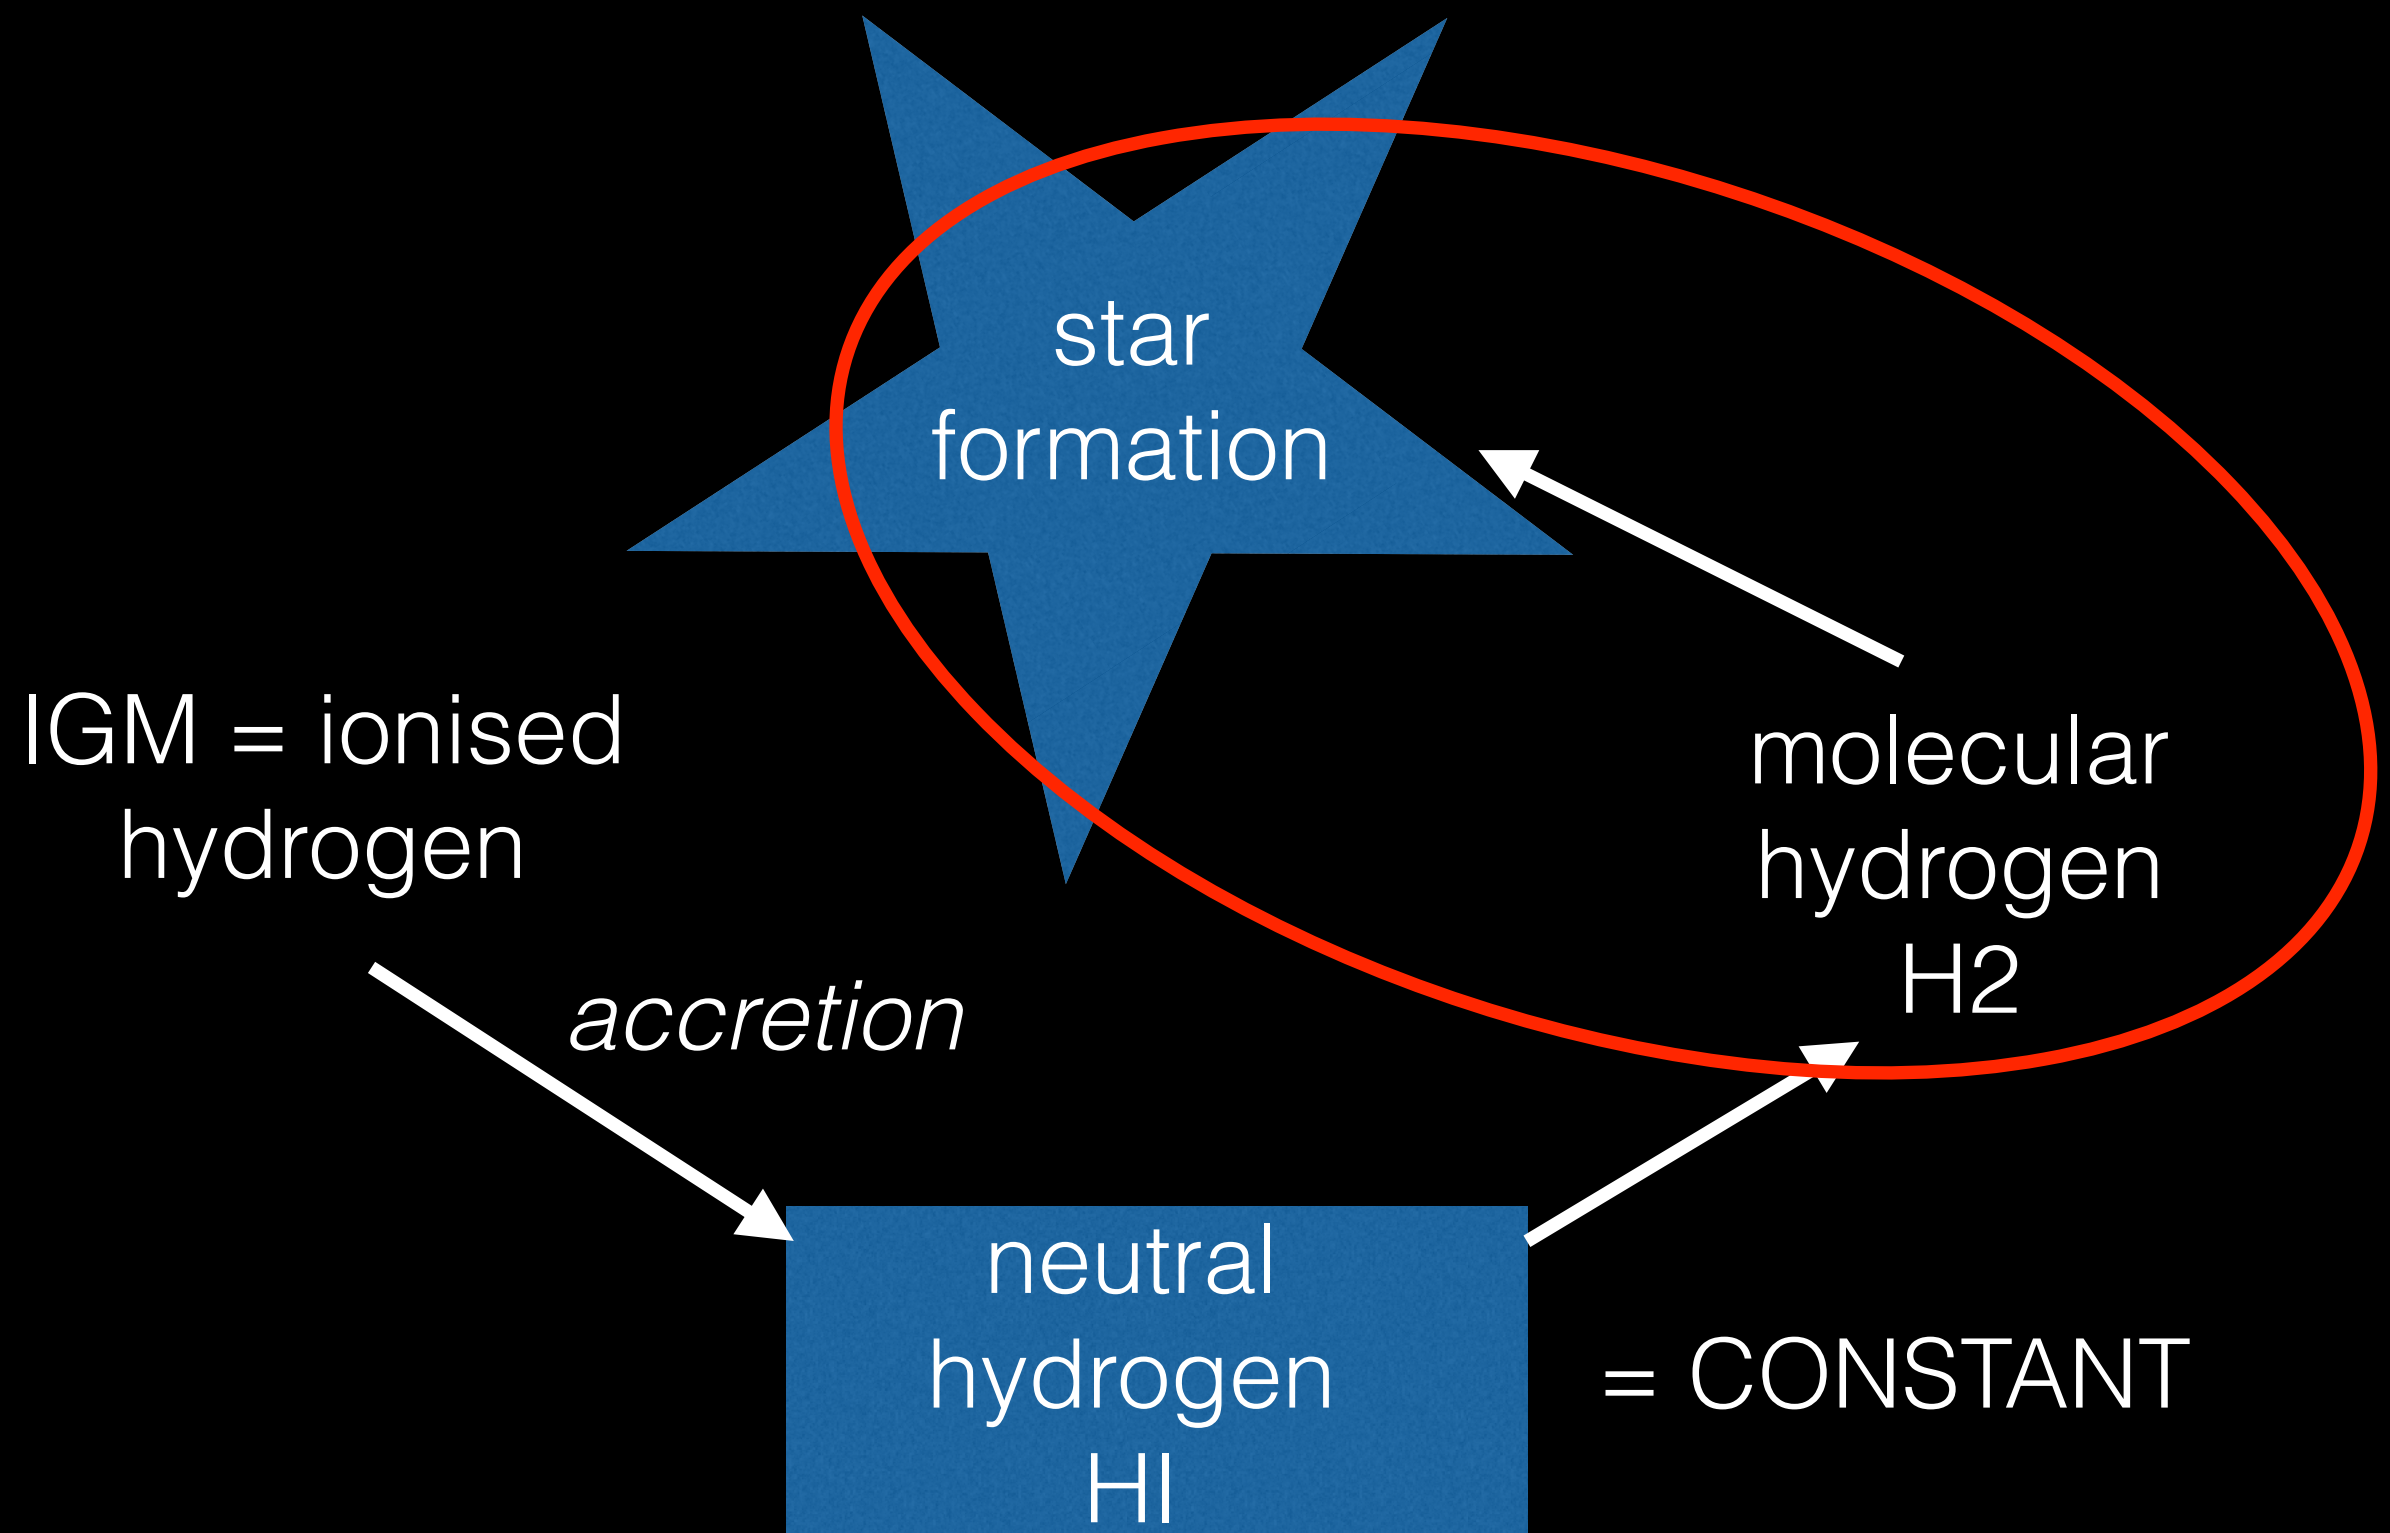 star
formation
IGM = ionised
hydrogen
molecular
hydrogen
H2
accretion
neutral
hydrogen
HI
= CONSTANT